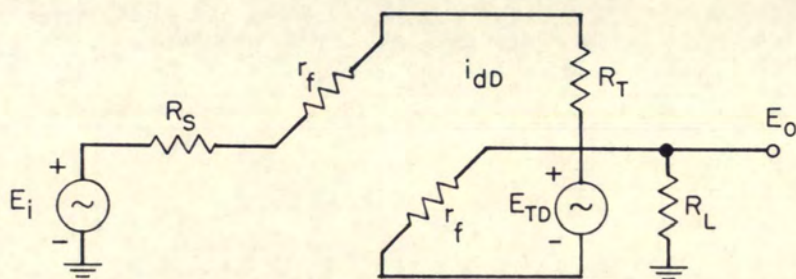 r_f
i_dD
R_T
R_S
E_o
+
E_i
-
r_f
+
E_TD
-
R_L